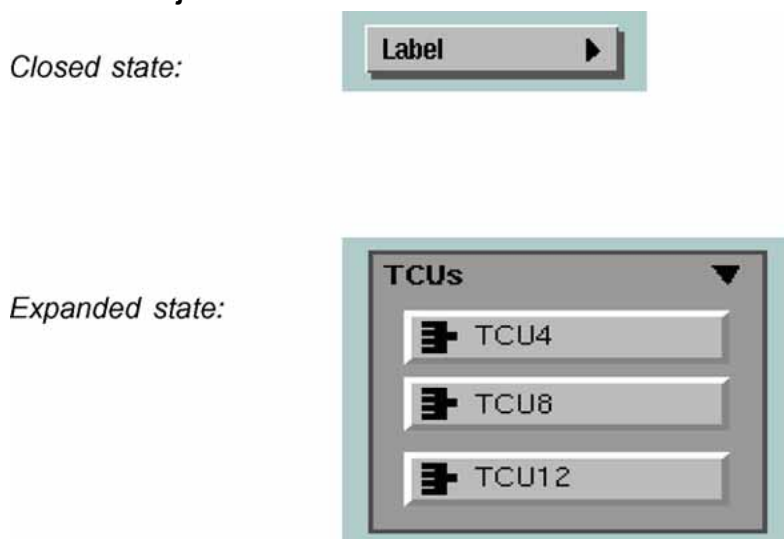 Label
Closed state:
TCUs
Expanded state:
TCU4
TCU8
TCU12